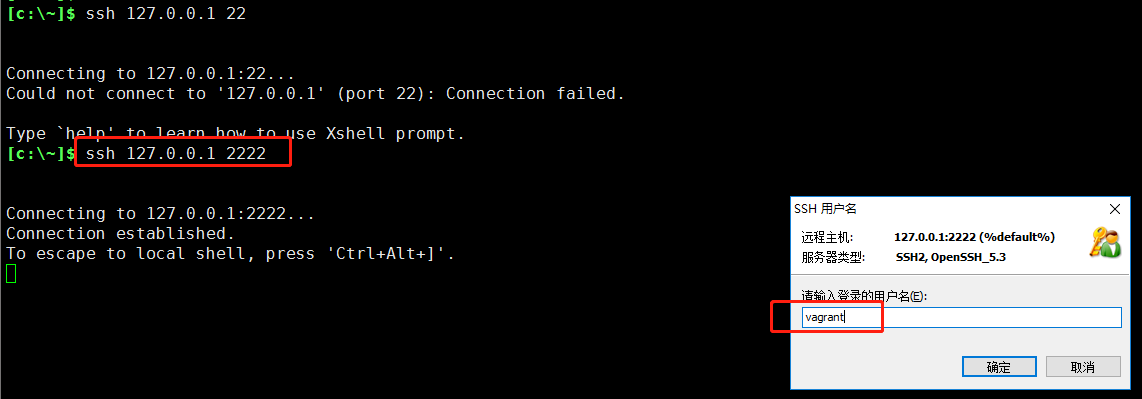 [c:\~]$ ssh 127.0.0.1 22
Connecting to 127.0.0.1:22...
Could not connect to '127.0.0.1' (port 22): Connection failed.
Type `help' to learn how to use Xshell prompt.
[c:\~]$ ssh 127.0.0.1 2222
Connecting to 127.0.0.1:2222...
Connection established.
To escape to local shell, press 'Ctrl+Alt+]'.
SSH 用户名
远程主机: 127.0.0.1:2222 (%default%)
服务器类型: SSH2, OpenSSH_5.3
请输入登录的用户名(E):
vagrant
确定 取消